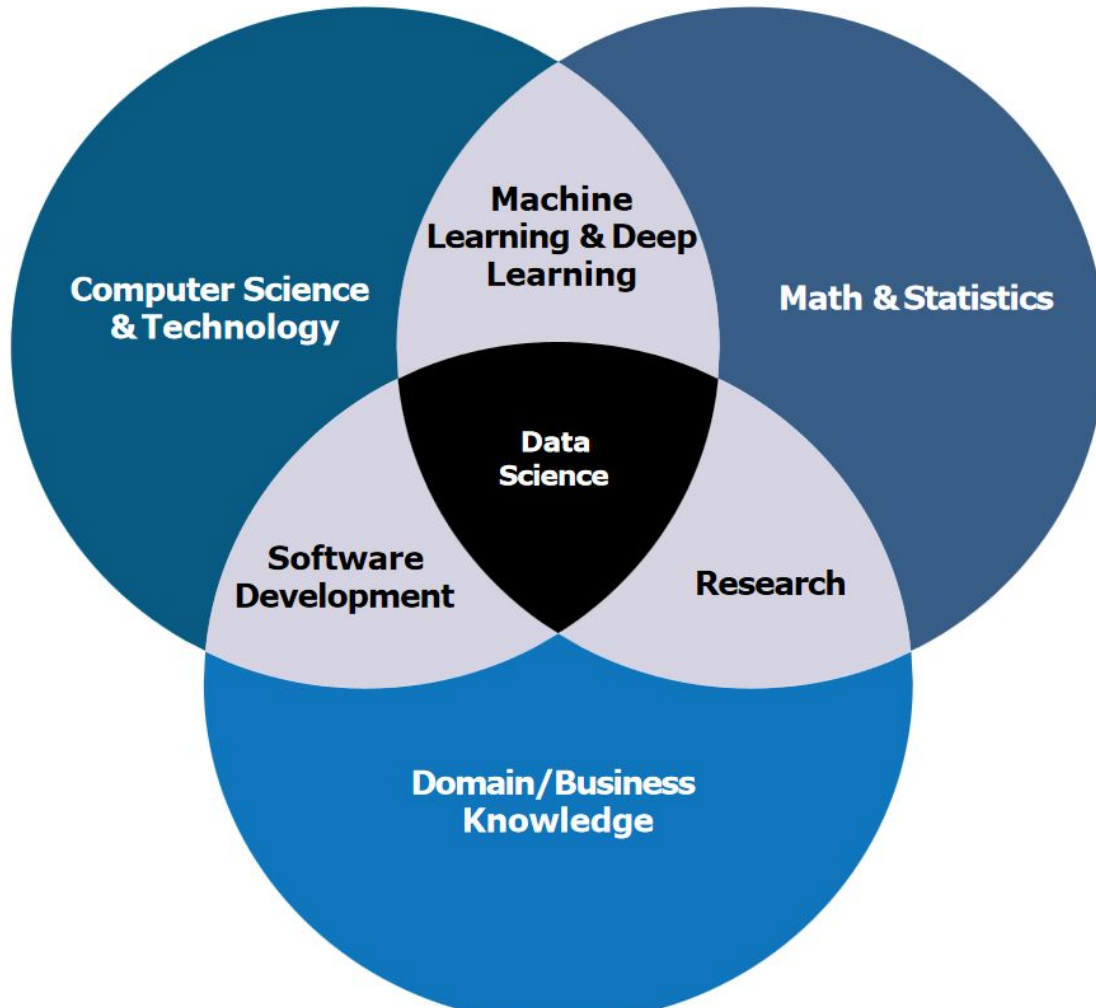 Machine
Learning & Deep
Learning
Computer Science
& Technology
Math & Statistics
Data
Science
Software
Development
Research
Domain/Business
Knowledge